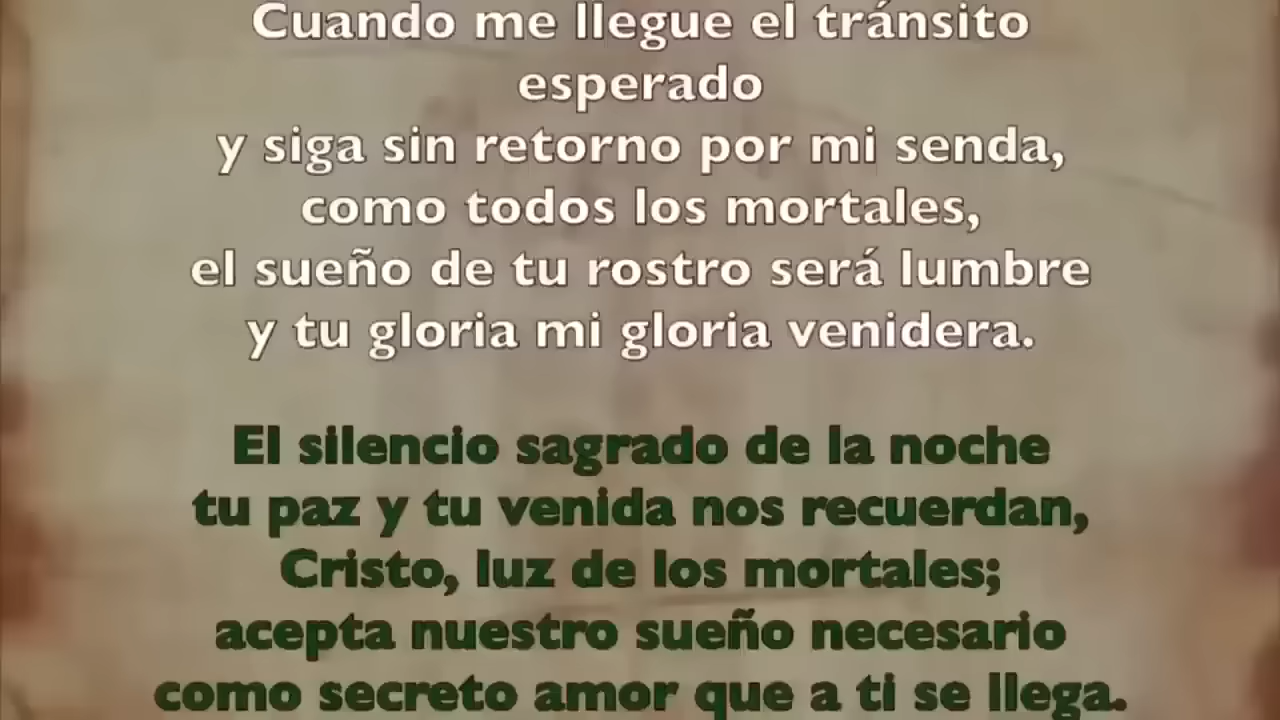 Cuando me llegue el tránsito
esperado
y siga sin retorno por mi senda,
como todos los mortales,
el sueño de tu rostro será lumbre
y tu gloria mi gloria venidera.
El silencio sagrado de la noche
tu paz y tu venida nos recuerdan,
Cristo, luz de los mortales;
acepta nuestro sueño necesario
como secreto amor que a ti se llega.